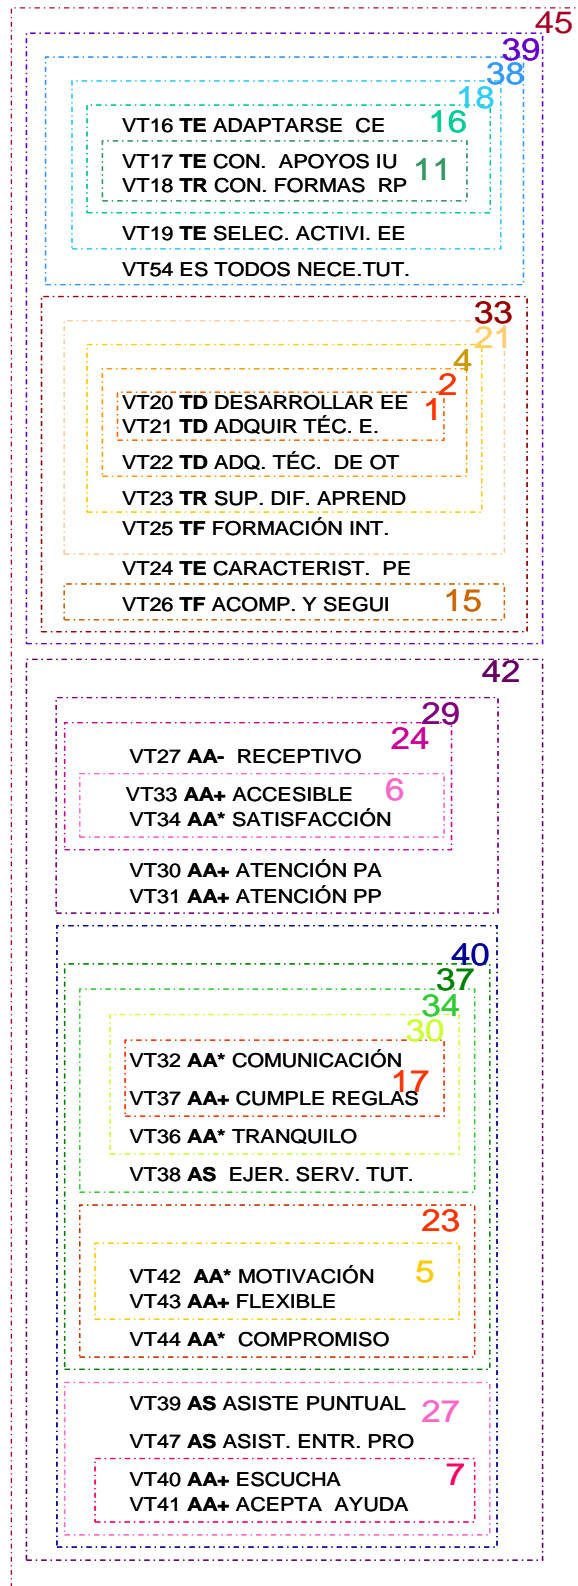 45
39
38
18
VT16 TE ADAPTARSE CE 16
VT17 TE CON. APOYOS IU 11
VT18 TR CON. FORMAS RP
VT19 TE SELEC. ACTIVI. EE
VT54 ES TODOS NECE.TUT.
33
21
4
2
VT20 TD DESARROLLAR EE 1
VT21 TD ADQUIR TÉC. E.
VT22 TD ADQ. TÉC. DE OT
VT23 TR SUP. DIF. APREND
VT25 TF FORMACIÓN INT.
VT24 TE CARACTERIST. PE
VT26 TF ACOMP. Y SEGUI 15
42
29
24
VT27 AA- RECEPTIVO
VT33 AA+ ACCESIBLE 6
VT34 AA* SATISFACCIÓN
VT30 AA+ ATENCIÓN PA
VT31 AA+ ATENCIÓN PP
40
37
34
30
VT32 AA* COMUNICACIÓN
17
VT37 AA+ CUMPLE REGLAS
VT36 AA* TRANQUILO
VT38 AS EJER. SERV. TUT.
23
VT42 AA* MOTIVACIÓN 5
VT43 AA+ FLEXIBLE
VT44 AA* COMPROMISO
VT39 AS ASISTE PUNTUAL 27
VT47 AS ASIST. ENTR. PRO
VT40 AA+ ESCUCHA 7
VT41 AA+ ACEPTA AYUDA